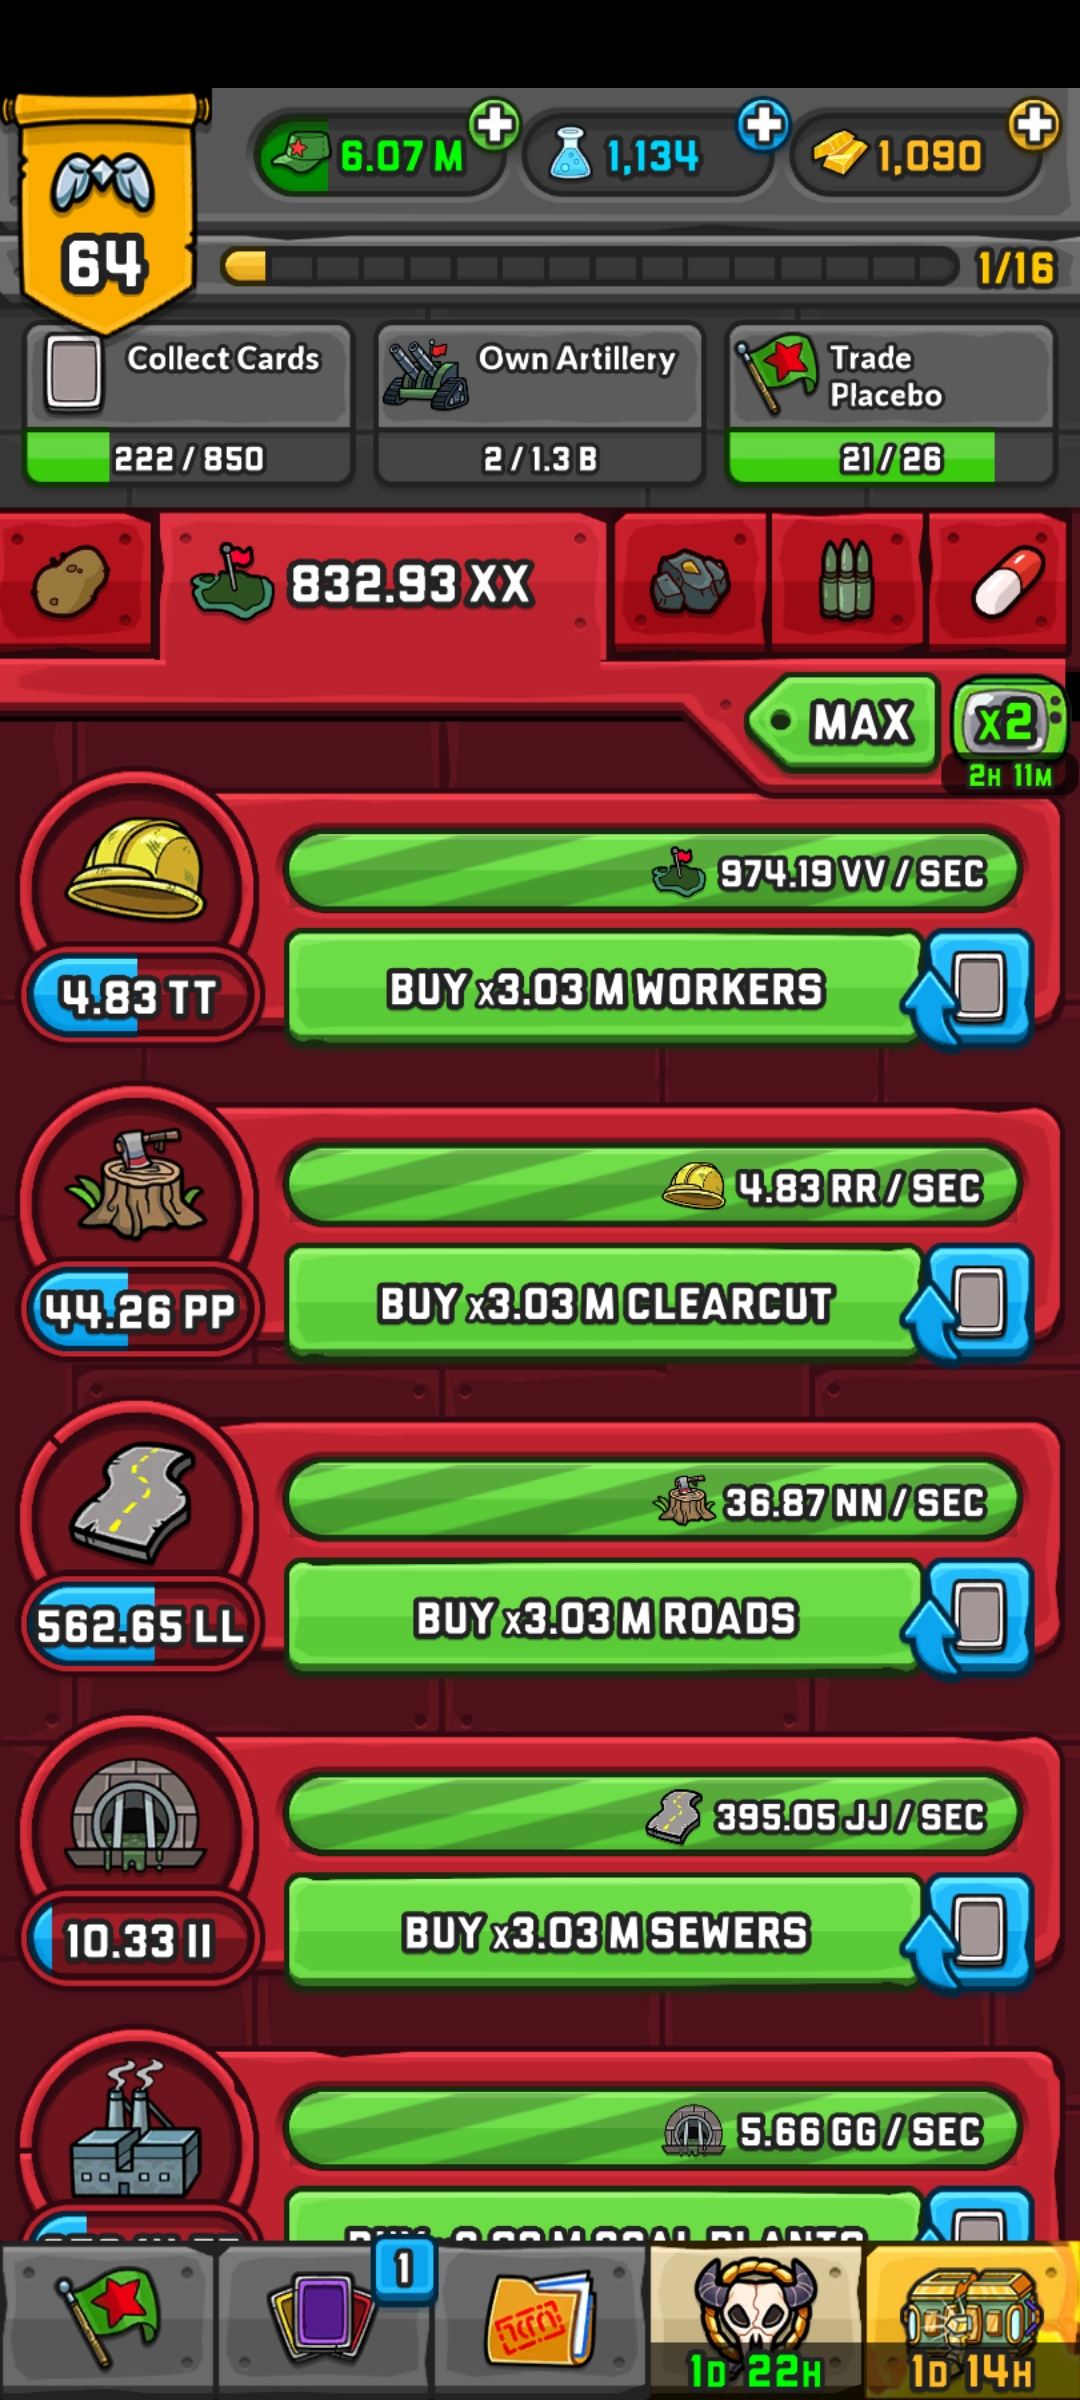 64
6.07 M
1,134
1,090
1/16
Collect Cards
222 / 850
Own Artillery
2 / 1.3 B
Trade
Placebo
21 / 26
832.93 XX
MAX
X2
2H 11M
974.19 VV / SEC
4.83 TT
BUY x3.03 M WORKERS
4.83 RR / SEC
44.26 PP
BUY x3.03 M CLEARCUT
36.87 NN / SEC
562.65 LL
BUY x3.03 M ROADS
395.05 JJ / SEC
10.33 II
BUY x3.03 M SEWERS
5.66 GG / SEC
COAL PLANTS
1
1D 22H
1D 14H